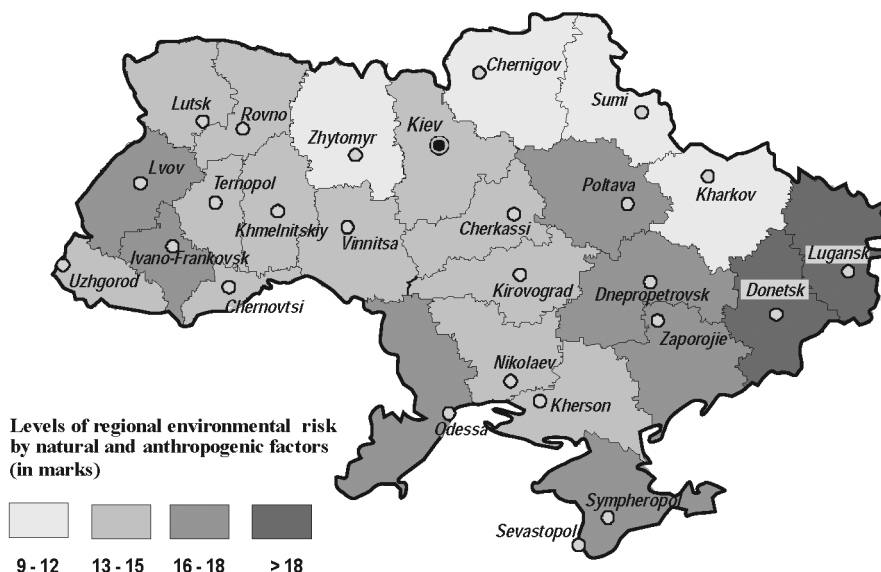 Chernigov
Sumi
Lutsk
Rovno
Zhytomyr
Kiev
Lvov
Ternopol
Poltava
Kharkov
Khmelnitskiy
Vinnitsa
Cherkassi
Ivano-Frankovsk
Lugansk
Uzhgorod
Chernovtsi
Kirovograd
Dnepropetrovsk
Donetsk
Zaporojie
Nikolaev
Kherson
Odessa
Levels of regional environmental risk
by natural and anthropogenic factors
(in marks)
Sympheropol
Sevastopol
9 - 12 13 - 15 16 - 18 > 18